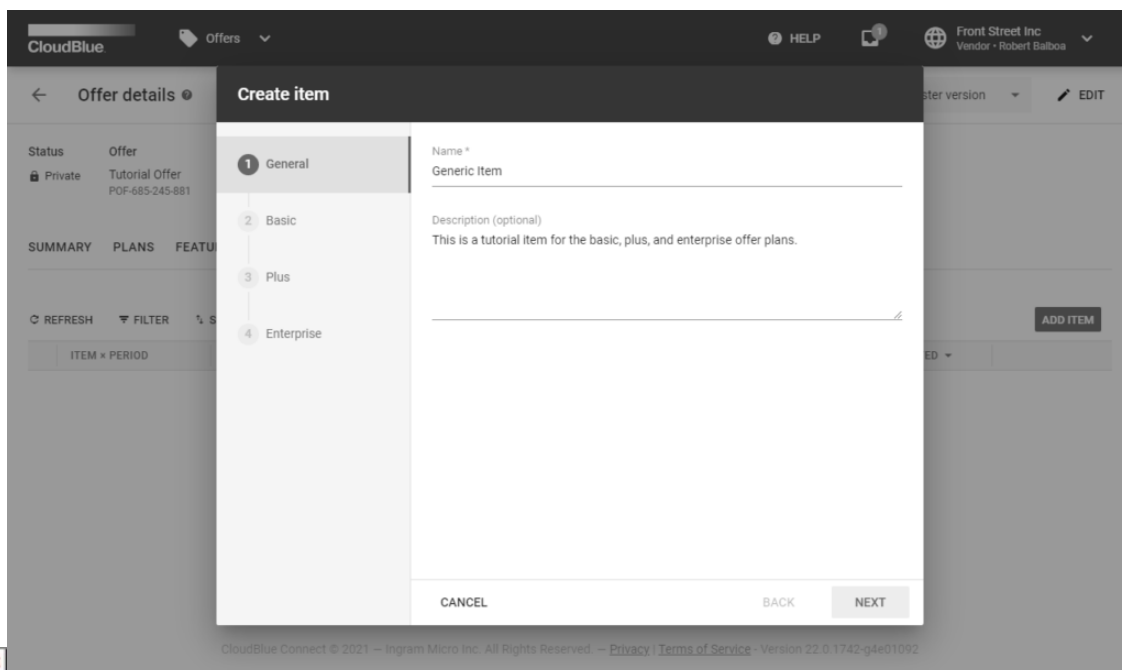 CloudBlue.
Offers
HELP
1
Front Street Inc
Vendor • Robert Balboa
Offer details
ster version
EDIT
Status
Private
Offer
Tutorial Offer
POF-685-245-881
SUMMARY PLANS FEATU
REFRESH FILTER S
ADD ITEM
ITEM × PERIOD
ED
Create item
1 General
2 Basic
3 Plus
4 Enterprise
Name *
Generic Item
Description (optional)
This is a tutorial item for the basic, plus, and enterprise offer plans.
CANCEL
BACK
NEXT
CloudBlue Connect © 2021 — Ingram Micro Inc. All Rights Reserved. — Privacy | Terms of Service - Version 22.0.1742-g4e01092